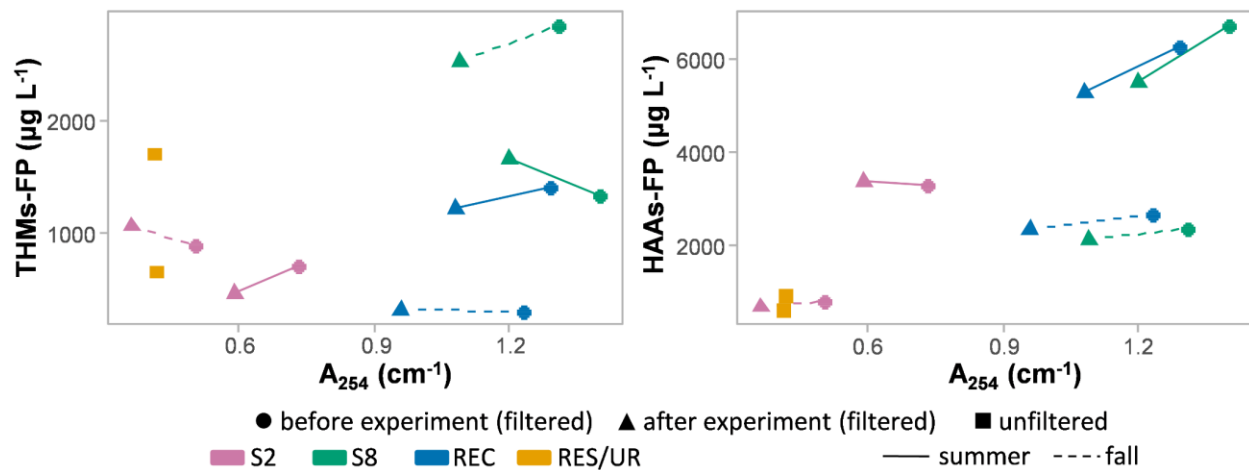 THMs-FP (µg L⁻¹)
2000
1000
0.6 0.9 1.2
A₂₅₄ (cm⁻¹)
HAAs-FP (µg L⁻¹)
6000
4000
2000
0.6 0.9 1.2
A₂₅₄ (cm⁻¹)
before experiment (filtered) after experiment (filtered) unfiltered
S2 S8 REC RES/UR summer fall